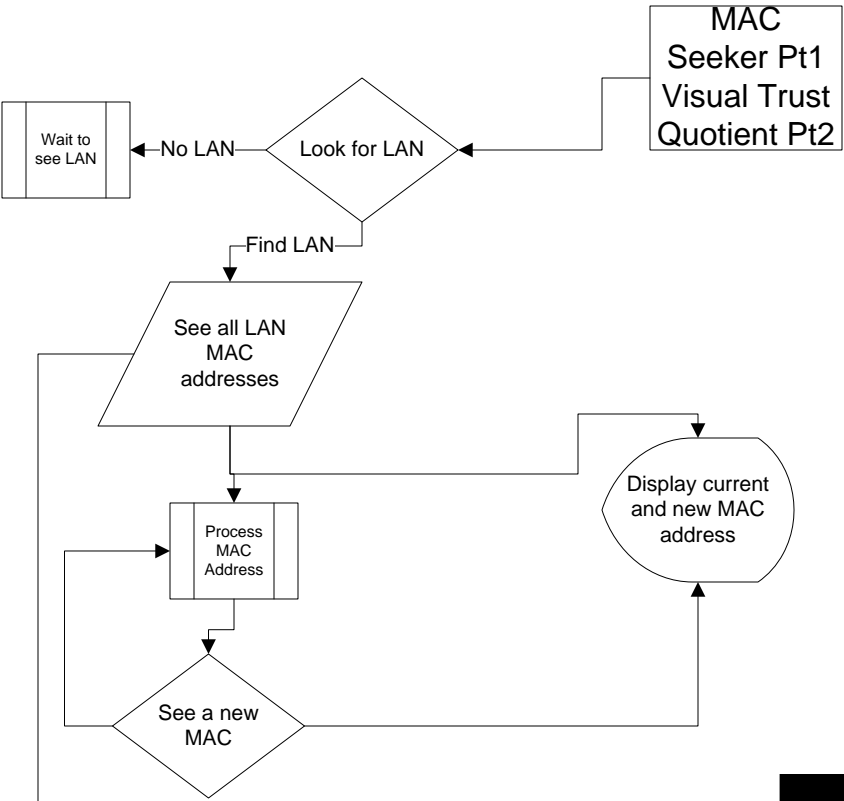 MAC
Seeker Pt1
Visual Trust
Quotient Pt2
Wait to
see LAN
No LAN
Look for LAN
Find LAN
See all LAN
MAC
addresses
Display current
and new MAC
address
Process
MAC
Address
See a new
MAC